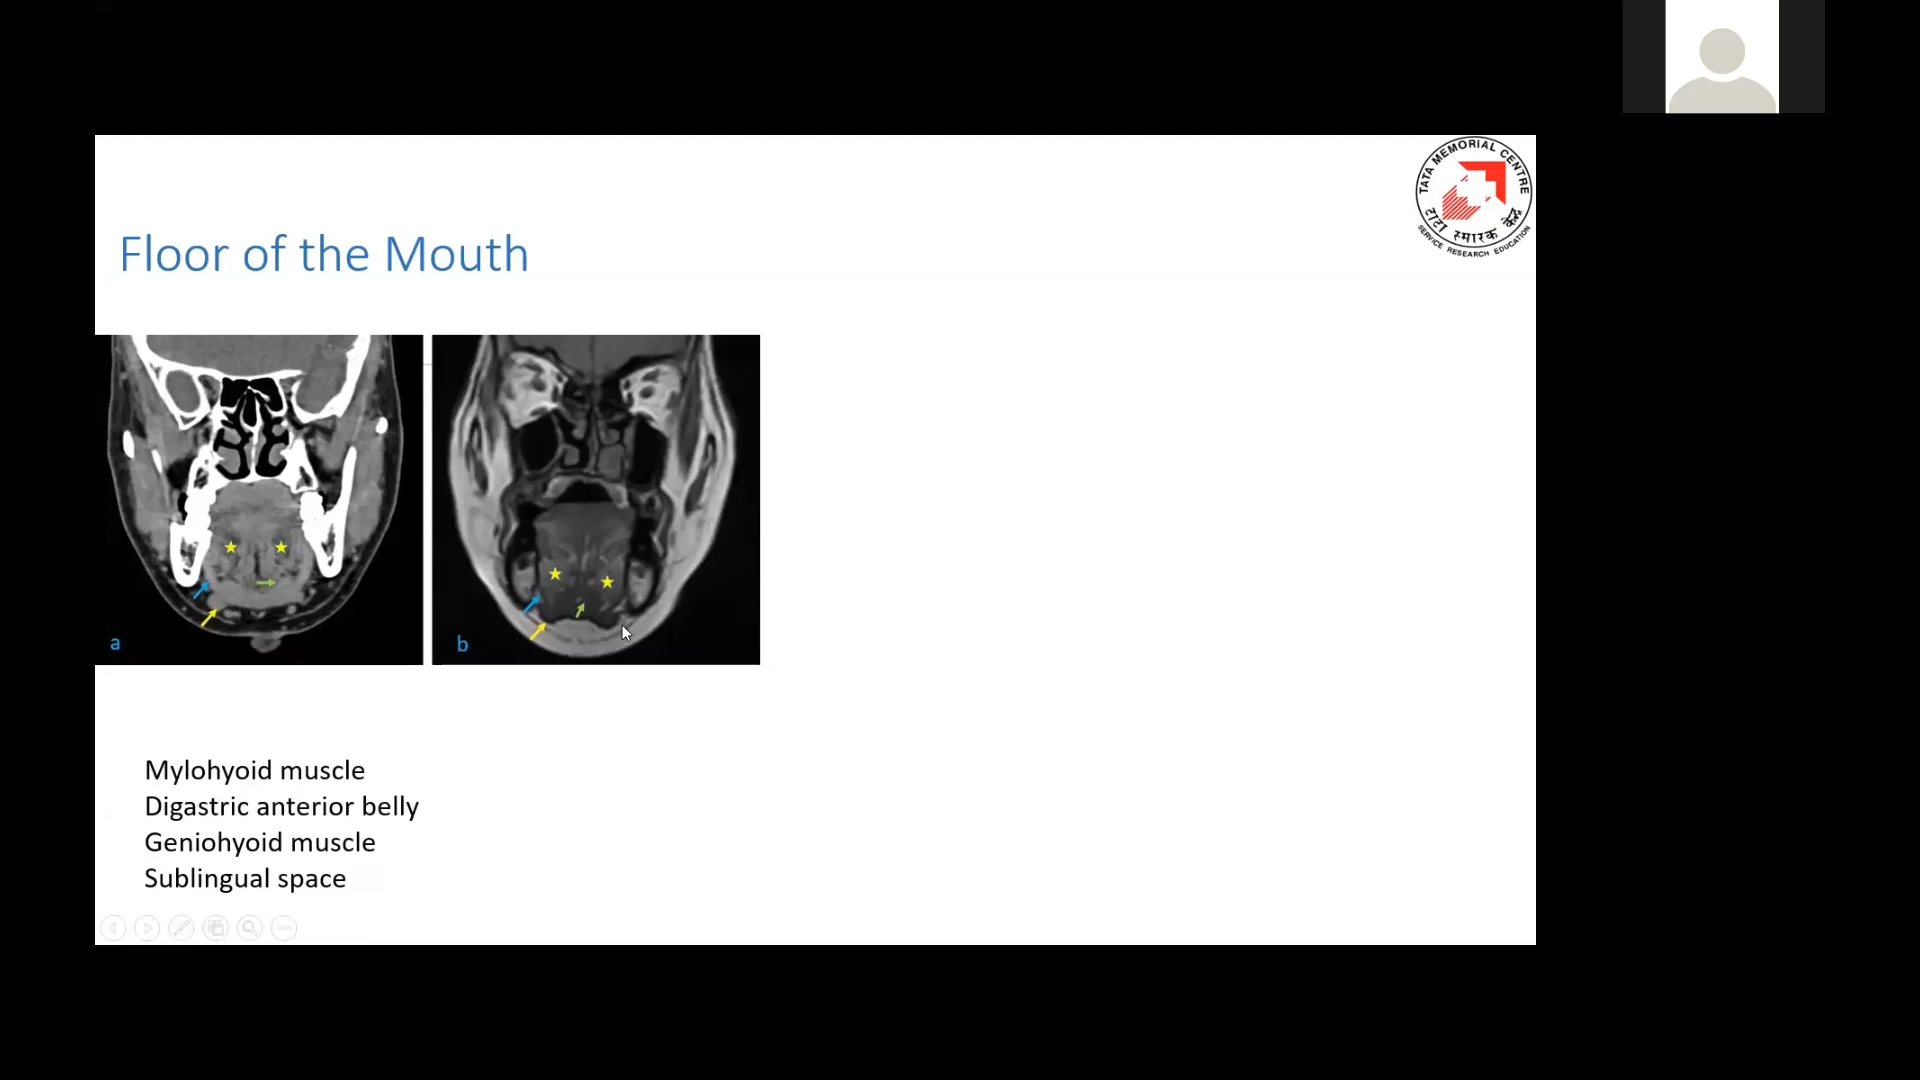 TATA MEMORIAL CENTRE
टाटा स्मारक केंद्र
SERVICE RESEARCH EDUCATION
Floor of the Mouth
a
b
Mylohyoid muscle
Digastric anterior belly
Geniohyoid muscle
Sublingual space